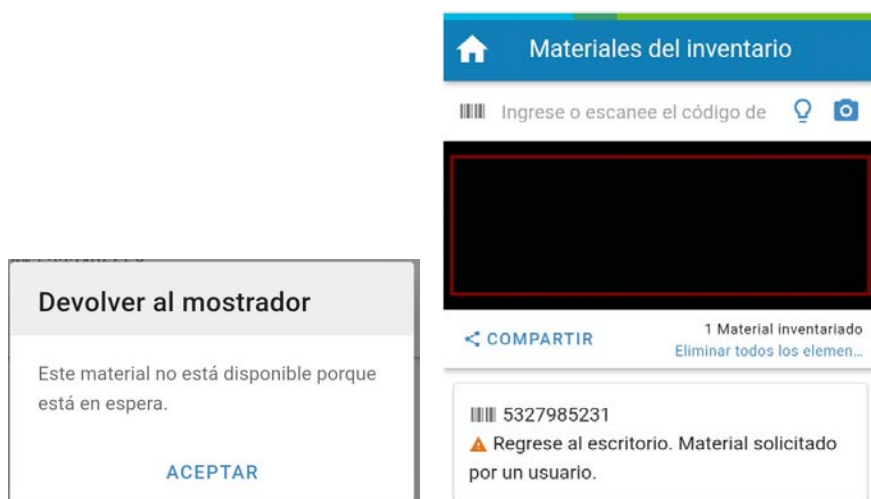 Devolver al mostrador
Este material no está disponible porque
está en espera.
ACEPTAR
Materiales del inventario
Ingrese o escanee el código de
COMPARTIR
1 Material inventariado
Eliminar todos los elemen...
5327985231
Regrese al escritorio. Material solicitado
por un usuario.